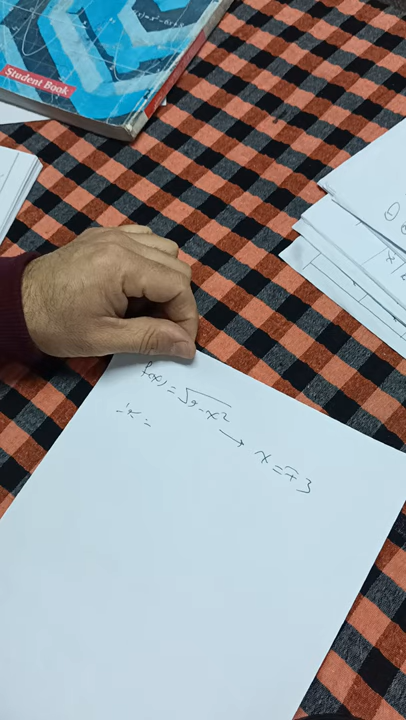 Student Book
f(x) = √9-x² → x = ∓3